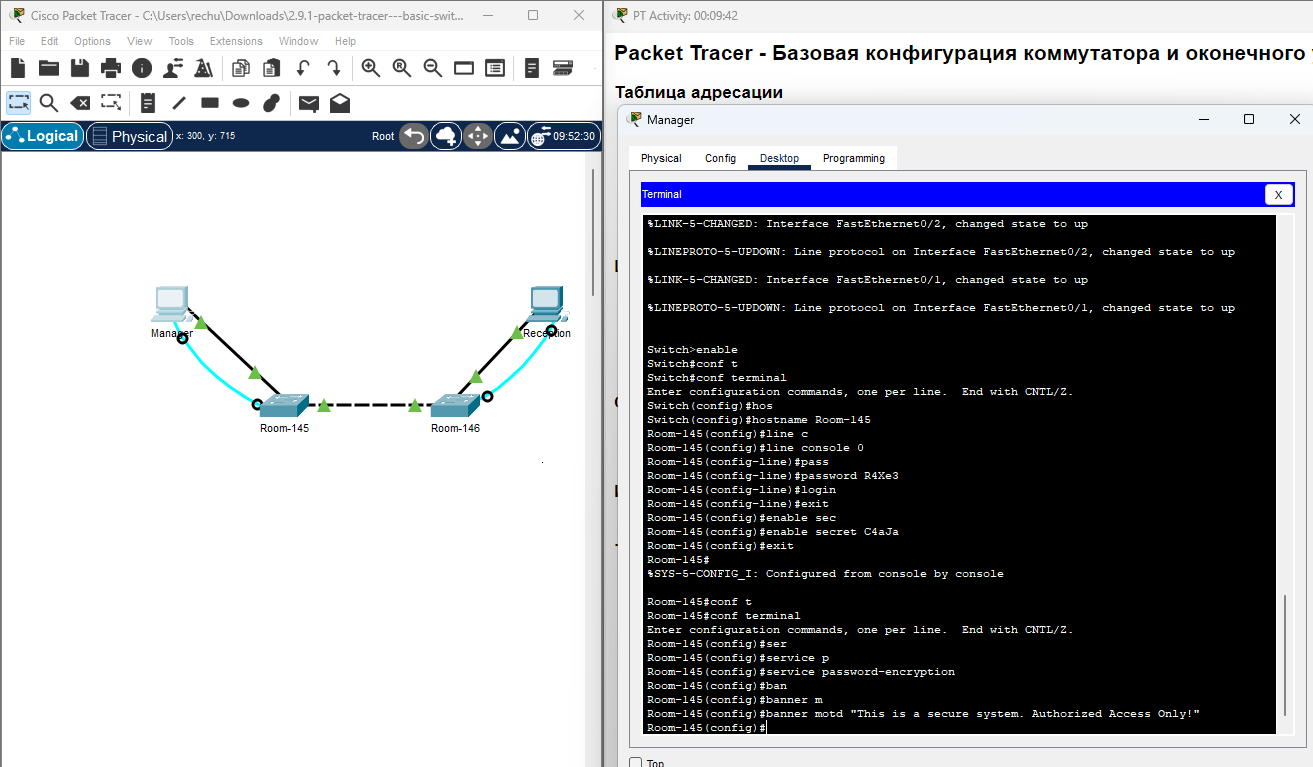 Cisco Packet Tracer - C:\Users\rechu\Downloads\2.9.1-packet-tracer---basic-swit...
File Edit Options View Tools Extensions Window Help
Logical Physical x: 300, y: 715 Root 09:52:30
Manager
Reception
Room-145
Room-146
PT Activity: 00:09:42
Packet Tracer - Базовая конфигурация коммутатора и оконечного
Таблица адресации
Manager
Physical Config Desktop Programming
Terminal X
%LINK-5-CHANGED: Interface FastEthernet0/2, changed state to up
%LINEPROTO-5-UPDOWN: Line protocol on Interface FastEthernet0/2, changed state to up
%LINK-5-CHANGED: Interface FastEthernet0/1, changed state to up
%LINEPROTO-5-UPDOWN: Line protocol on Interface FastEthernet0/1, changed state to up
Switch>enable
Switch#conf t
Switch#conf terminal
Enter configuration commands, one per line.  End with CNTL/Z.
Switch(config)#hos
Switch(config)#hostname Room-145
Room-145(config)#line c
Room-145(config)#line console 0
Room-145(config-line)#pass
Room-145(config-line)#password R4Xe3
Room-145(config-line)#login
Room-145(config-line)#exit
Room-145(config)#enable sec
Room-145(config)#enable secret C4aJa
Room-145(config)#exit
Room-145#
%SYS-5-CONFIG_I: Configured from console by console
Room-145#conf t
Room-145#conf terminal
Enter configuration commands, one per line.  End with CNTL/Z.
Room-145(config)#ser
Room-145(config)#service p
Room-145(config)#service password-encryption
Room-145(config)#ban
Room-145(config)#banner m
Room-145(config)#banner motd "This is a secure system. Authorized Access Only!"
Room-145(config)#
Top